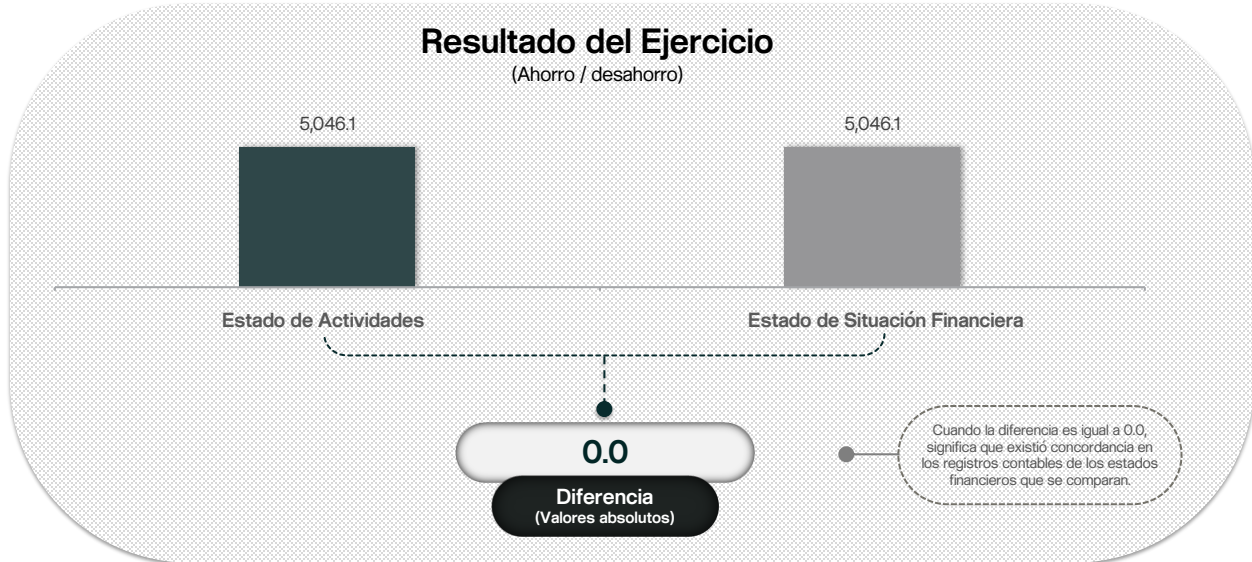 Resultado del Ejercicio
(Ahorro / desahorro)
5,046.1
5,046.1
Estado de Actividades
Estado de Situación Financiera
0.0
Diferencia
(Valores absolutos)
Cuando la diferencia es igual a 0.0,
significa que existió concordancia en
los registros contables de los estados
financieros que se comparan.